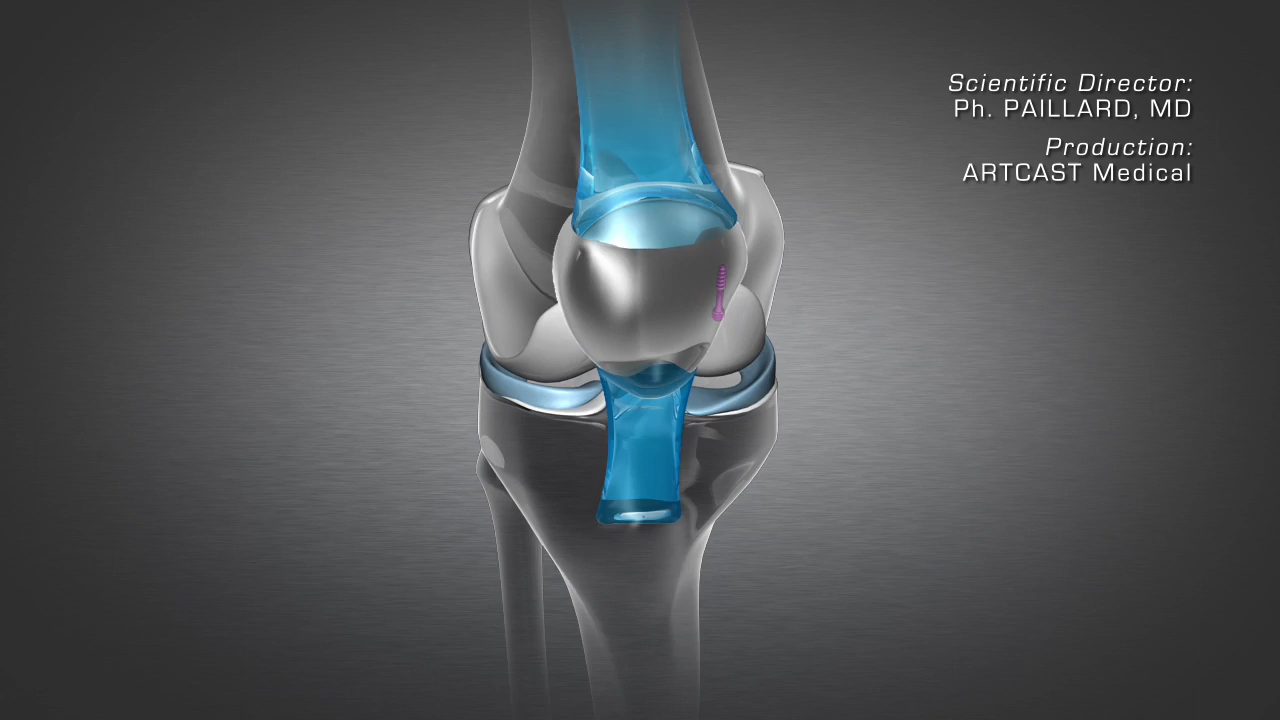 Scientific Director:
Ph. PAILLARD, MD
Production:
ARTCAST Medical